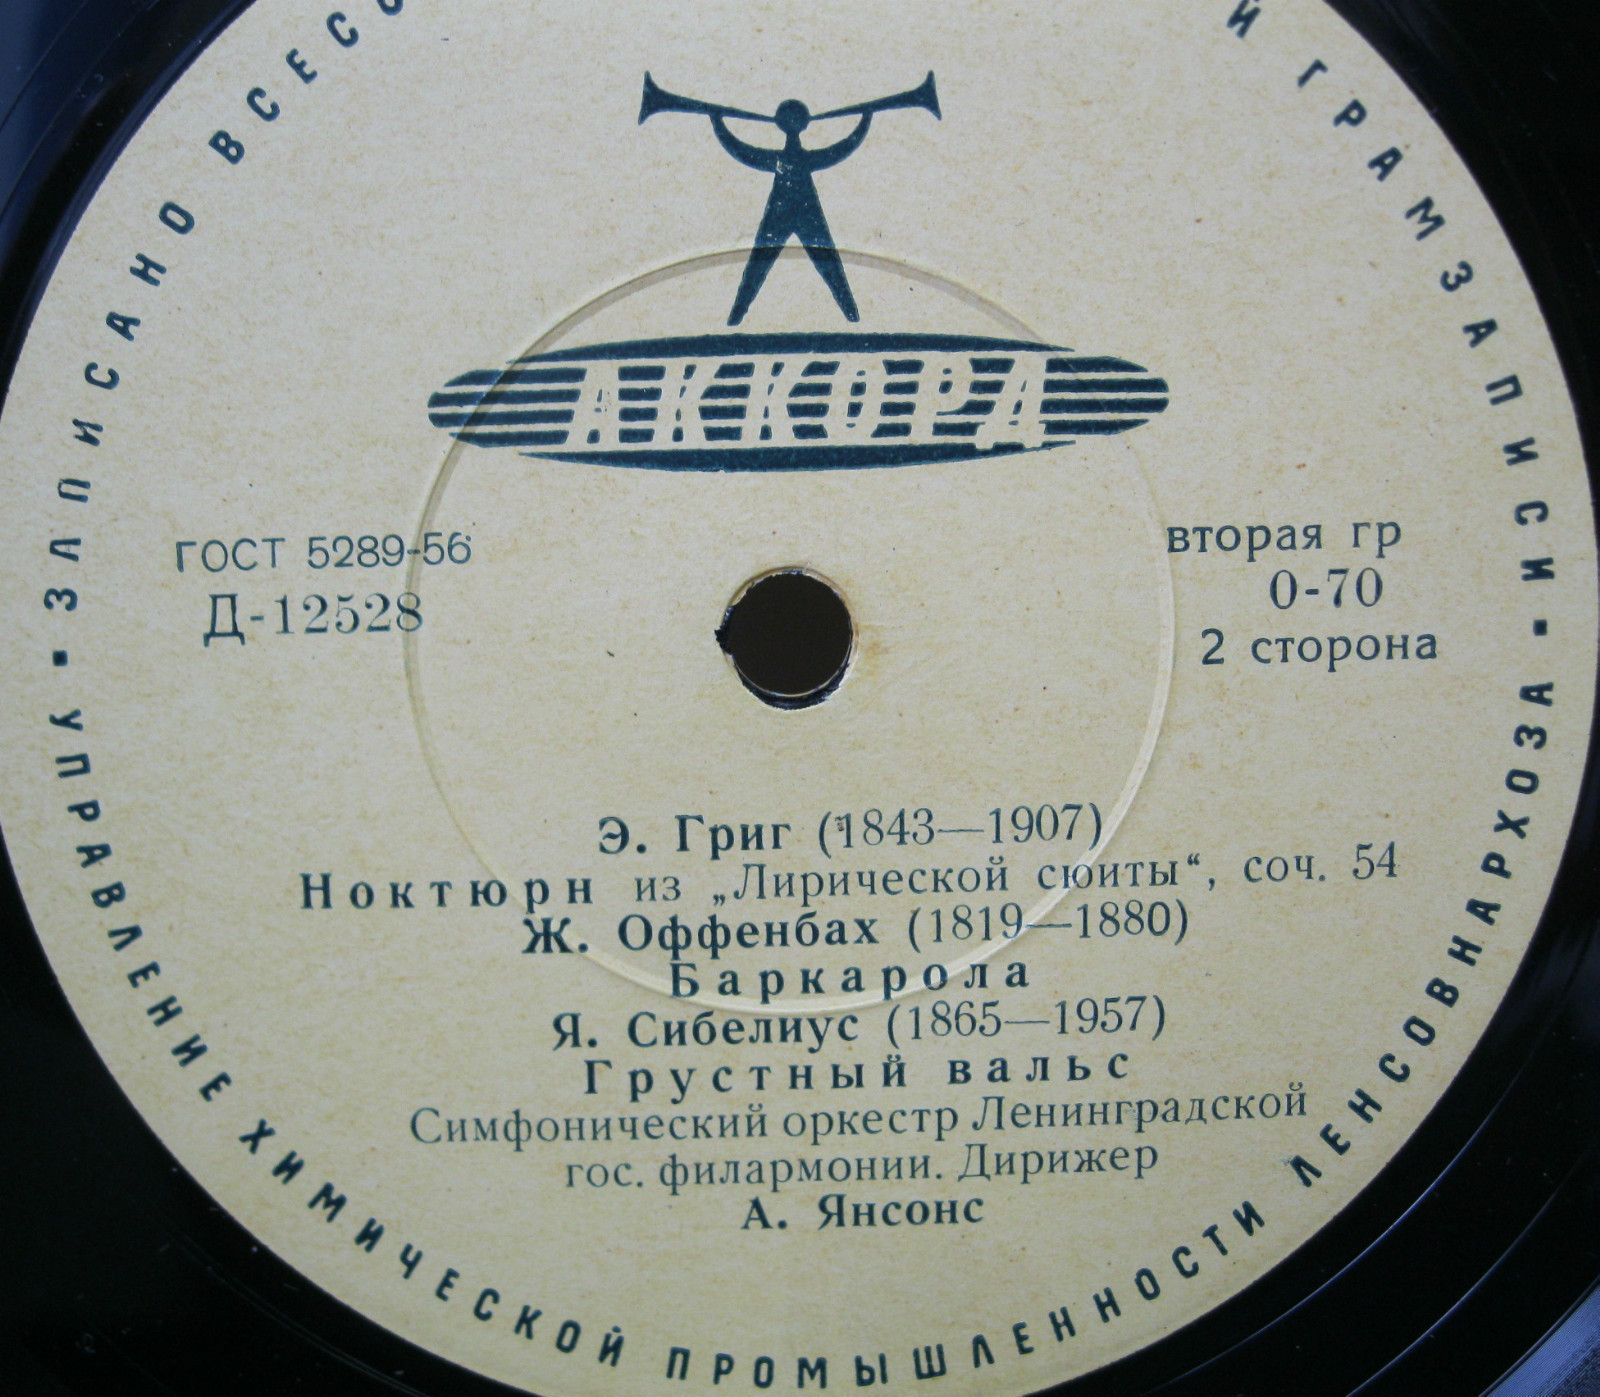 ЗАПИСАНО
Й ГРАМЗАПИСИ
АККОРД
ГОСТ 5289-56
Д-12528
вторая гр
0-70
2 сторона
Э. Григ (1843—1907)
Ноктюрн из „Лирической сюиты“, соч. 54
Ж. Оффенбах (1819—1880)
Баркарола
Я. Сибелиус (1865—1957)
Грустный вальс
Симфонический оркестр Ленинградской
гос. филармонии. Дирижер
А. Янсонс
УПРАВЛЕНИЕ ХИМИЧЕСКОЙ ПРОМЫШЛЕННОСТИ ЛЕНСОВНАРХОЗА